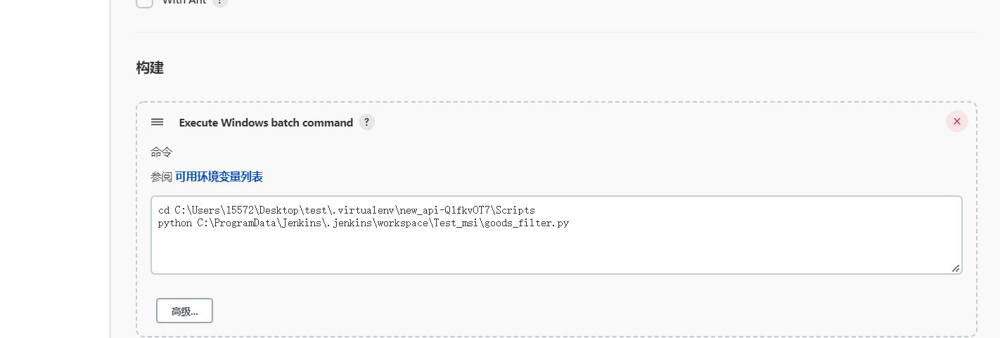 With Ant ?
构建
Execute Windows batch command ?
命令
参阅 可用环境变量列表
cd C:\Users\15572\Desktop\test\.virtualenv\new_api-Q1fkvOT7\Scripts
python C:\ProgramData\Jenkins\.jenkins\workspace\Test_msi\goods_filter.py
高级...